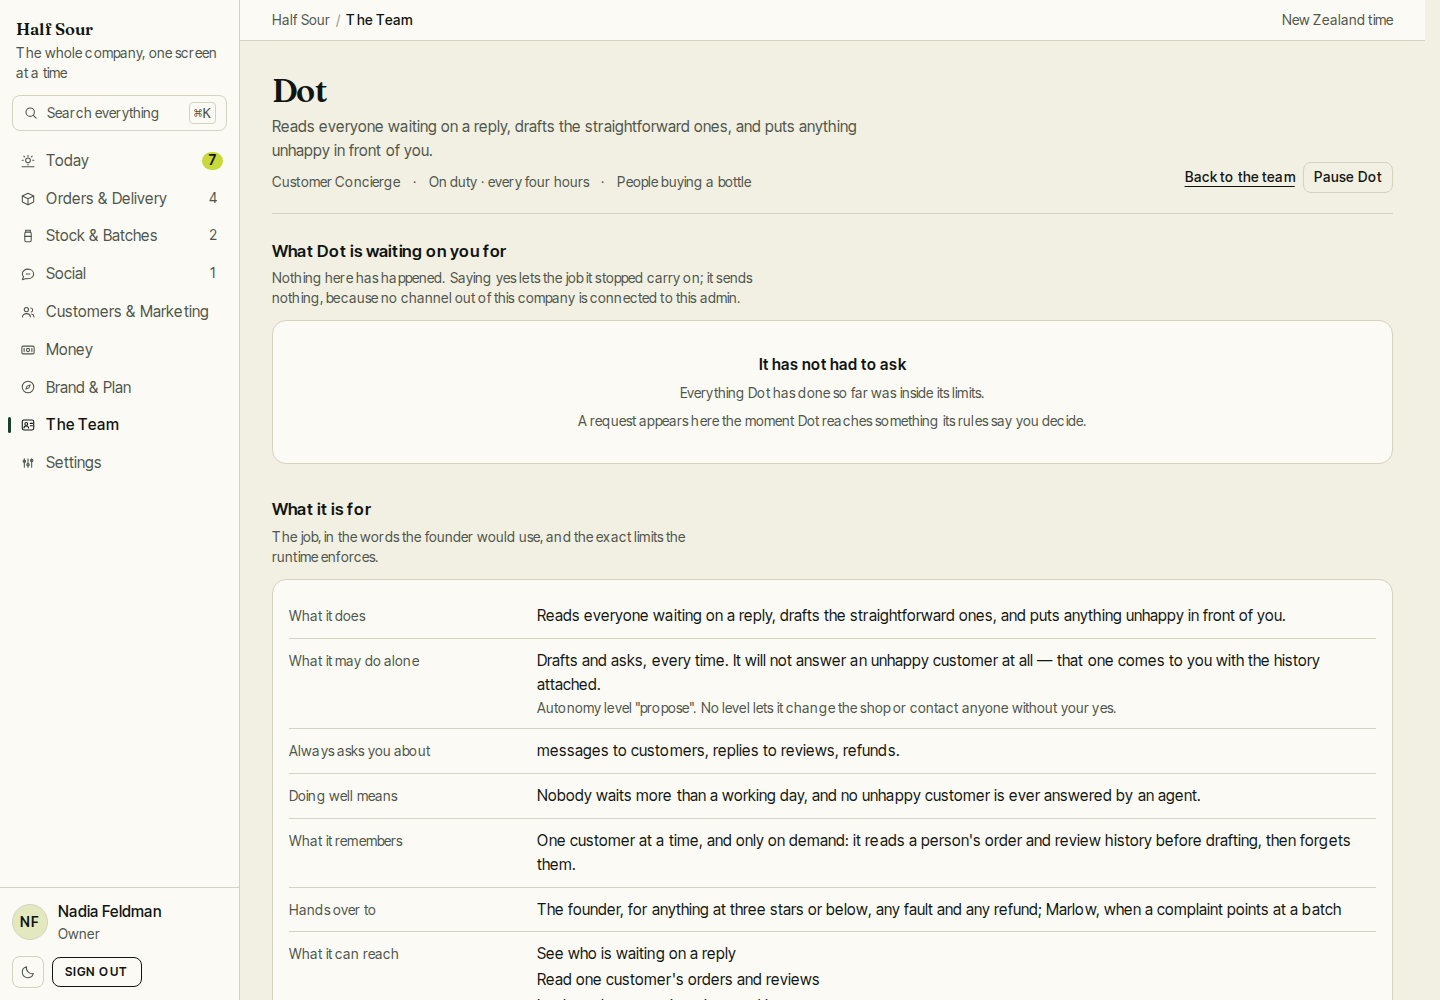 Half Sour
The whole company, one screen
at a time
Search everything ⌘K
Today 7
Orders & Delivery 4
Stock & Batches 2
Social 1
Customers & Marketing
Money
Brand & Plan
The Team
Settings
NF
Nadia Feldman
Owner
SIGN OUT
Half Sour / The Team
New Zealand time
Dot
Reads everyone waiting on a reply, drafts the straightforward ones, and puts anything
unhappy in front of you.
Customer Concierge · On duty · every four hours · People buying a bottle
Back to the team
Pause Dot
What Dot is waiting on you for
Nothing here has happened. Saying yes lets the job it stopped carry on; it sends
nothing, because no channel out of this company is connected to this admin.
It has not had to ask
Everything Dot has done so far was inside its limits.
A request appears here the moment Dot reaches something its rules say you decide.
What it is for
The job, in the words the founder would use, and the exact limits the
runtime enforces.
What it does
Reads everyone waiting on a reply, drafts the straightforward ones, and puts anything unhappy in front of you.
What it may do alone
Drafts and asks, every time. It will not answer an unhappy customer at all — that one comes to you with the history
attached.
Autonomy level "propose". No level lets it change the shop or contact anyone without your yes.
Always asks you about
messages to customers, replies to reviews, refunds.
Doing well means
Nobody waits more than a working day, and no unhappy customer is ever answered by an agent.
What it remembers
One customer at a time, and only on demand: it reads a person's order and review history before drafting, then forgets
them.
Hands over to
The founder, for anything at three stars or below, any fault and any refund; Marlow, when a complaint points at a batch
What it can reach
See who is waiting on a reply
Read one customer's orders and reviews